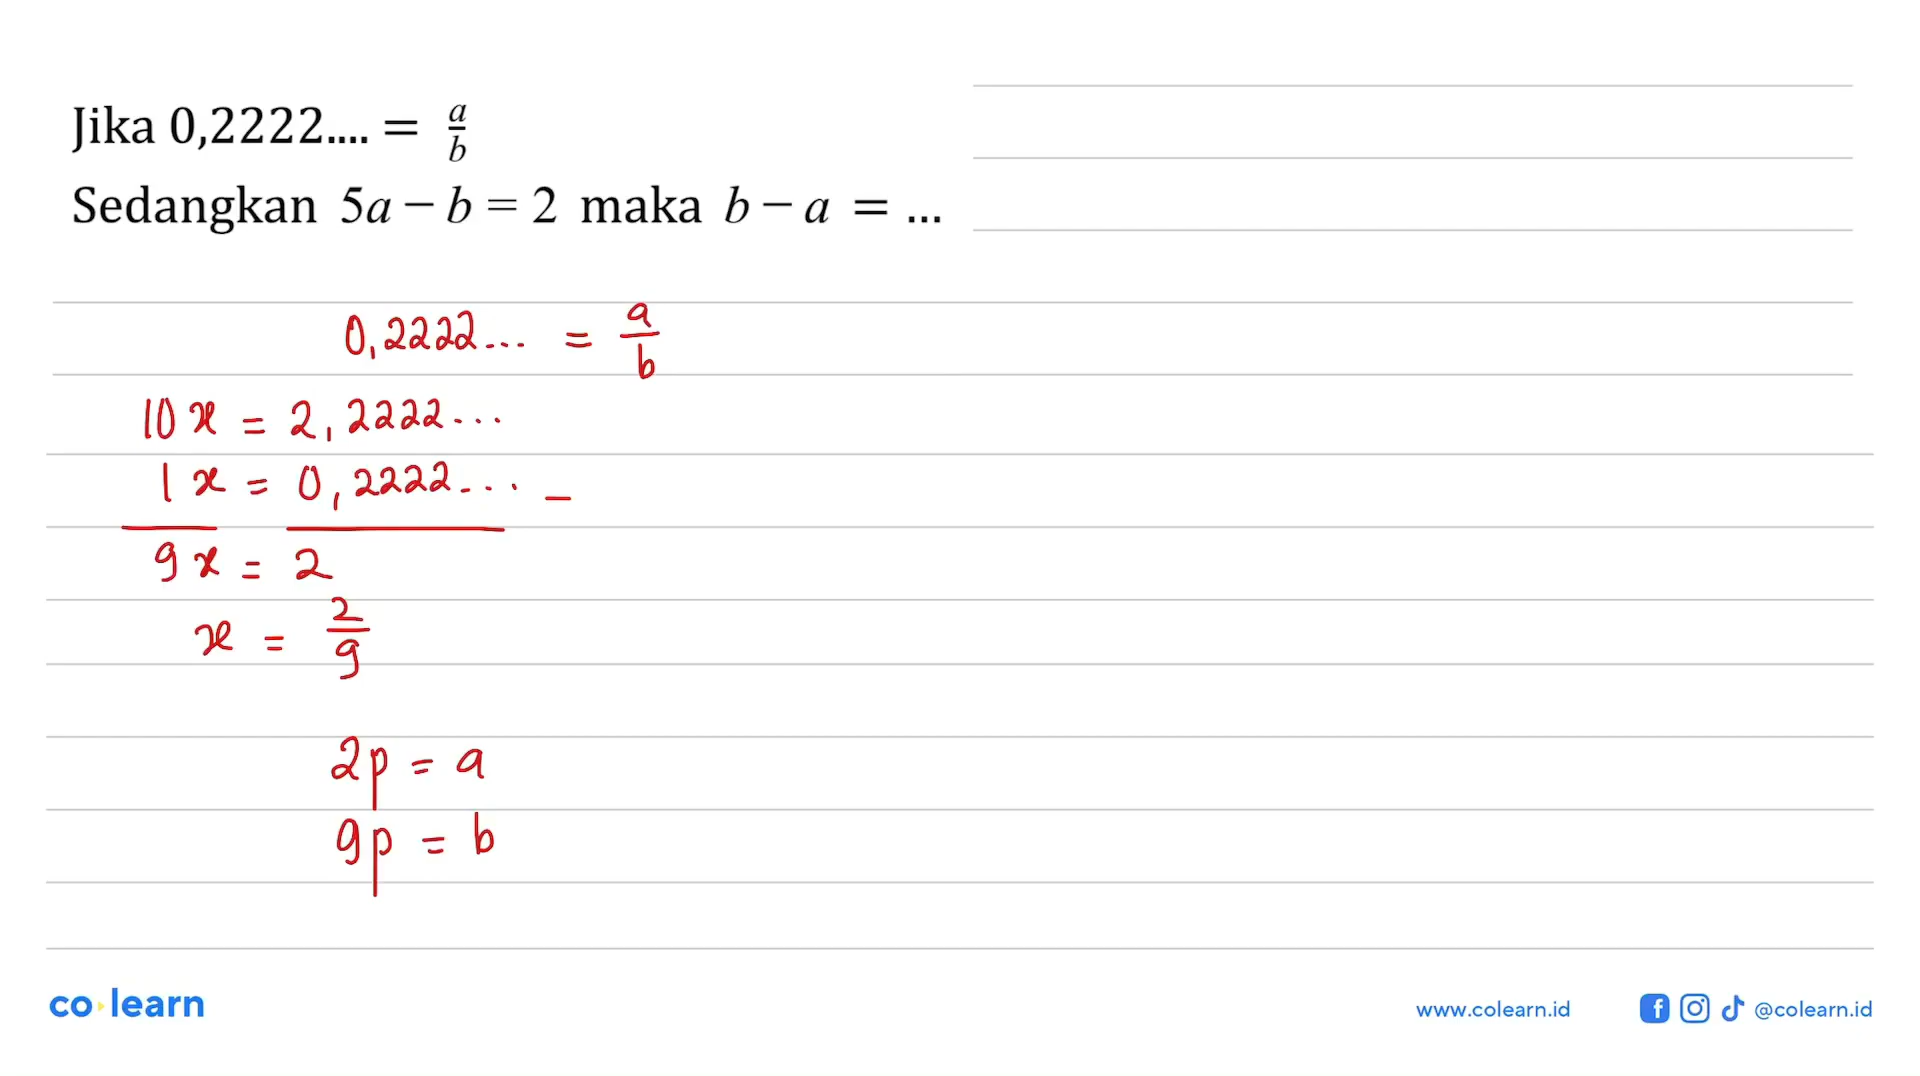 Jika 0,2222.... = a/b
Sedangkan 5a − b = 2 maka b − a = ...
0,2222... = a/b
10x = 2,2222...
1x = 0,2222... −
9x = 2
x = 2/9
2p = a
9p = b
co learn
www.colearn.id
@colearn.id